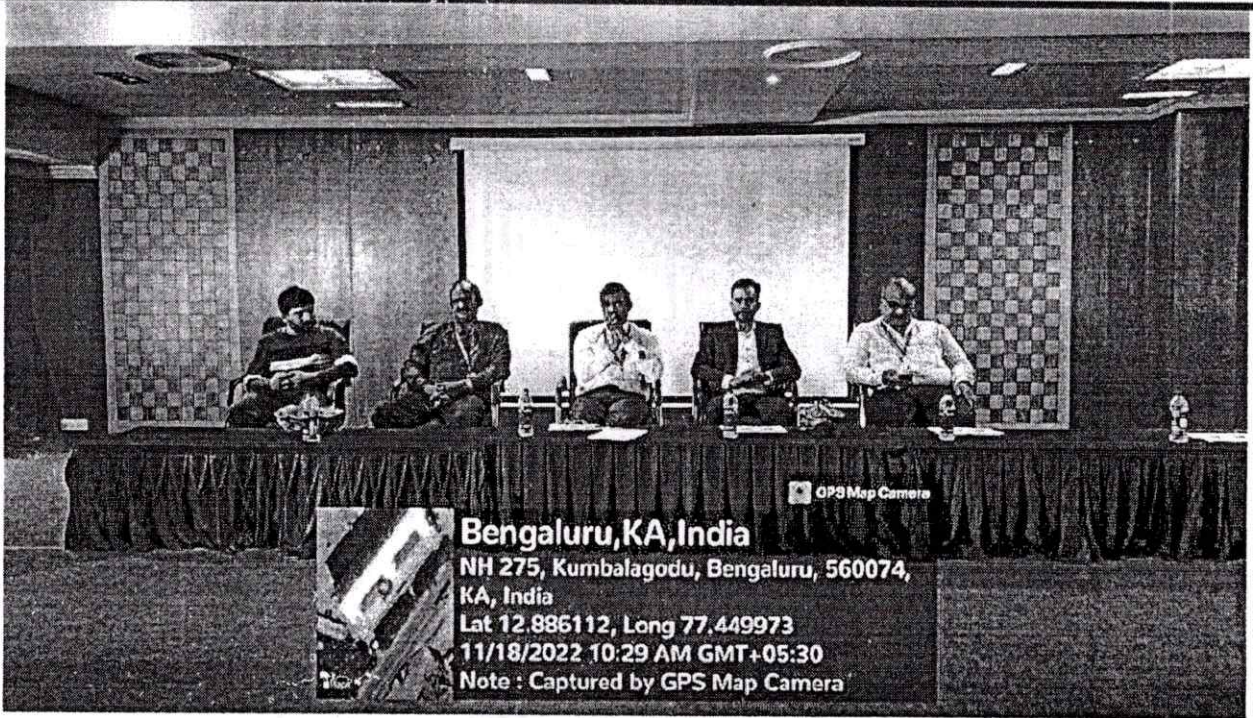 GPS Map Camera
Bengaluru,KA,India
NH 275, Kumbalagodu, Bengaluru, 560074,
KA, India
Lat 12.886112, Long 77.449973
11/18/2022 10:29 AM GMT+05:30
Note : Captured by GPS Map Camera